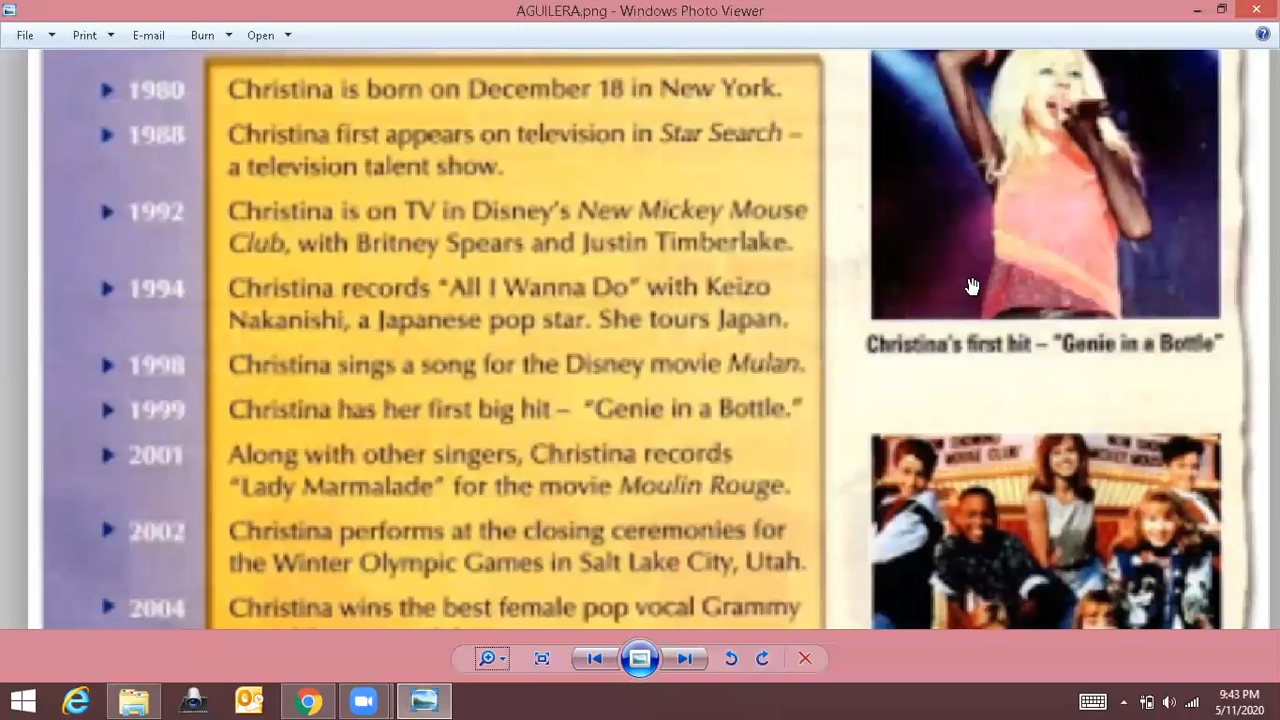 AGUILERA.png - Windows Photo Viewer
File Print E-mail Burn Open
1980 Christina is born on December 18 in New York.
1988 Christina first appears on television in Star Search –
a television talent show.
1992 Christina is on TV in Disney's New Mickey Mouse
Club, with Britney Spears and Justin Timberlake.
1994 Christina records "All I Wanna Do" with Keizo
Nakanishi, a Japanese pop star. She tours Japan.
1998 Christina sings a song for the Disney movie Mulan.
1999 Christina has her first big hit – "Genie in a Bottle."
2001 Along with other singers, Christina records
"Lady Marmalade" for the movie Moulin Rouge.
2002 Christina performs at the closing ceremonies for
the Winter Olympic Games in Salt Lake City, Utah.
2004 Christina wins the best female pop vocal Grammy
Christina's first hit – "Genie in a Bottle"
9:43 PM
5/11/2020